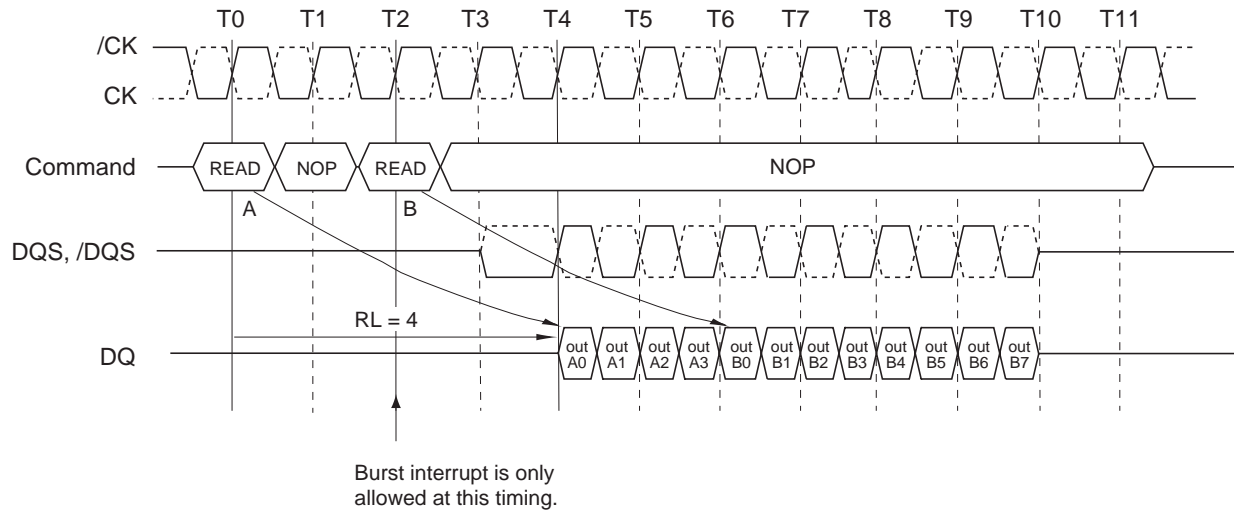 T0 T1 T2 T3 T4 T5 T6 T7 T8 T9 T10 T11
/CK
CK
Command READ NOP READ NOP
A B
DQS, /DQS
RL = 4
DQ out A0 out A1 out A2 out A3 out B0 out B1 out B2 out B3 out B4 out B5 out B6 out B7
Burst interrupt is only
allowed at this timing.